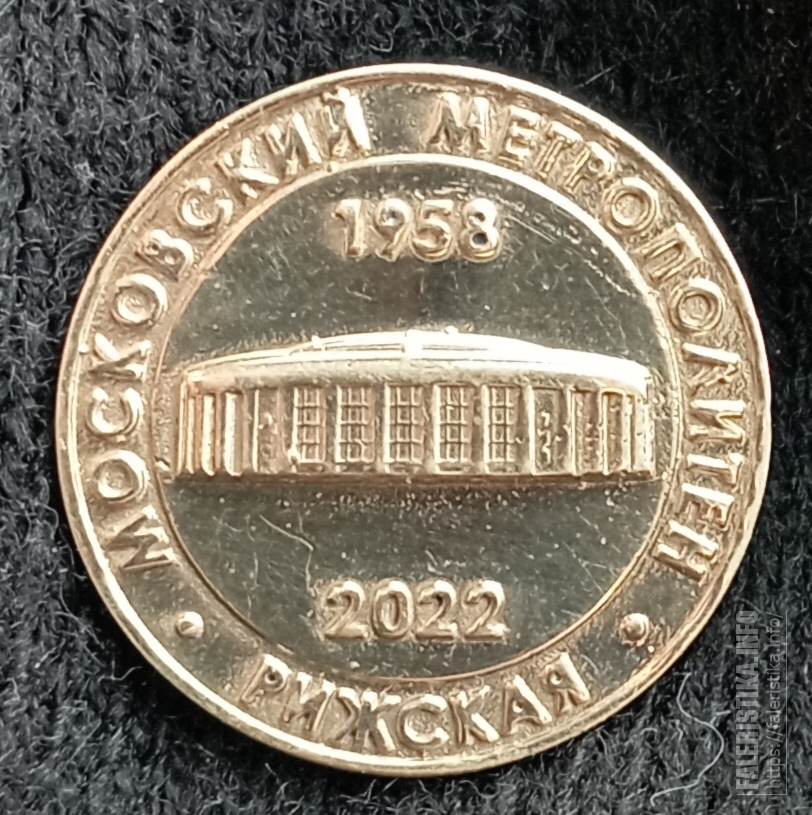 МОСКОВСКИЙ МЕТРОПОЛИТЕН
1958
2022
• РИЖСКАЯ •
FALERISTIKA.INFO
https://faleristika.info/